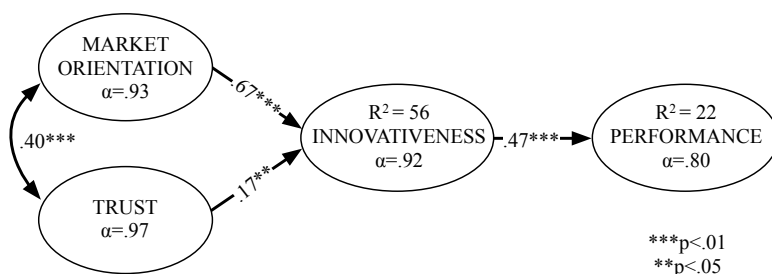 MARKET
ORIENTATION
α=.93
.67***
.40***
R² = 56
INNOVATIVENESS
α=.92
.47***
R² = 22
PERFORMANCE
α=.80
.17**
TRUST
α=.97
***p<.01
**p<.05